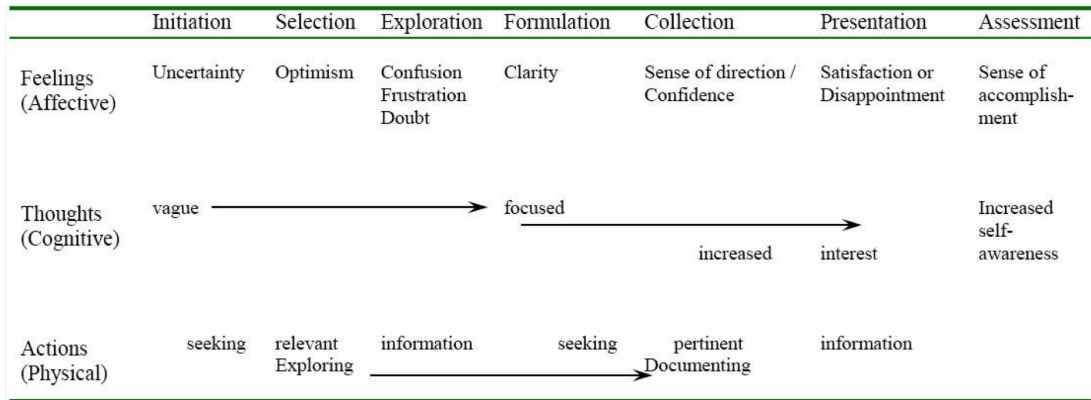 Initiation Selection Exploration Formulation Collection Presentation Assessment
Feelings Uncertainty Optimism Confusion Clarity Sense of direction / Satisfaction or Sense of
(Affective) Frustration Confidence Disappointment accomplish-
Doubt ment
Thoughts vague focused Increased
(Cognitive) self-
increased interest awareness
Actions seeking relevant information seeking pertinent information
(Physical) Exploring Documenting